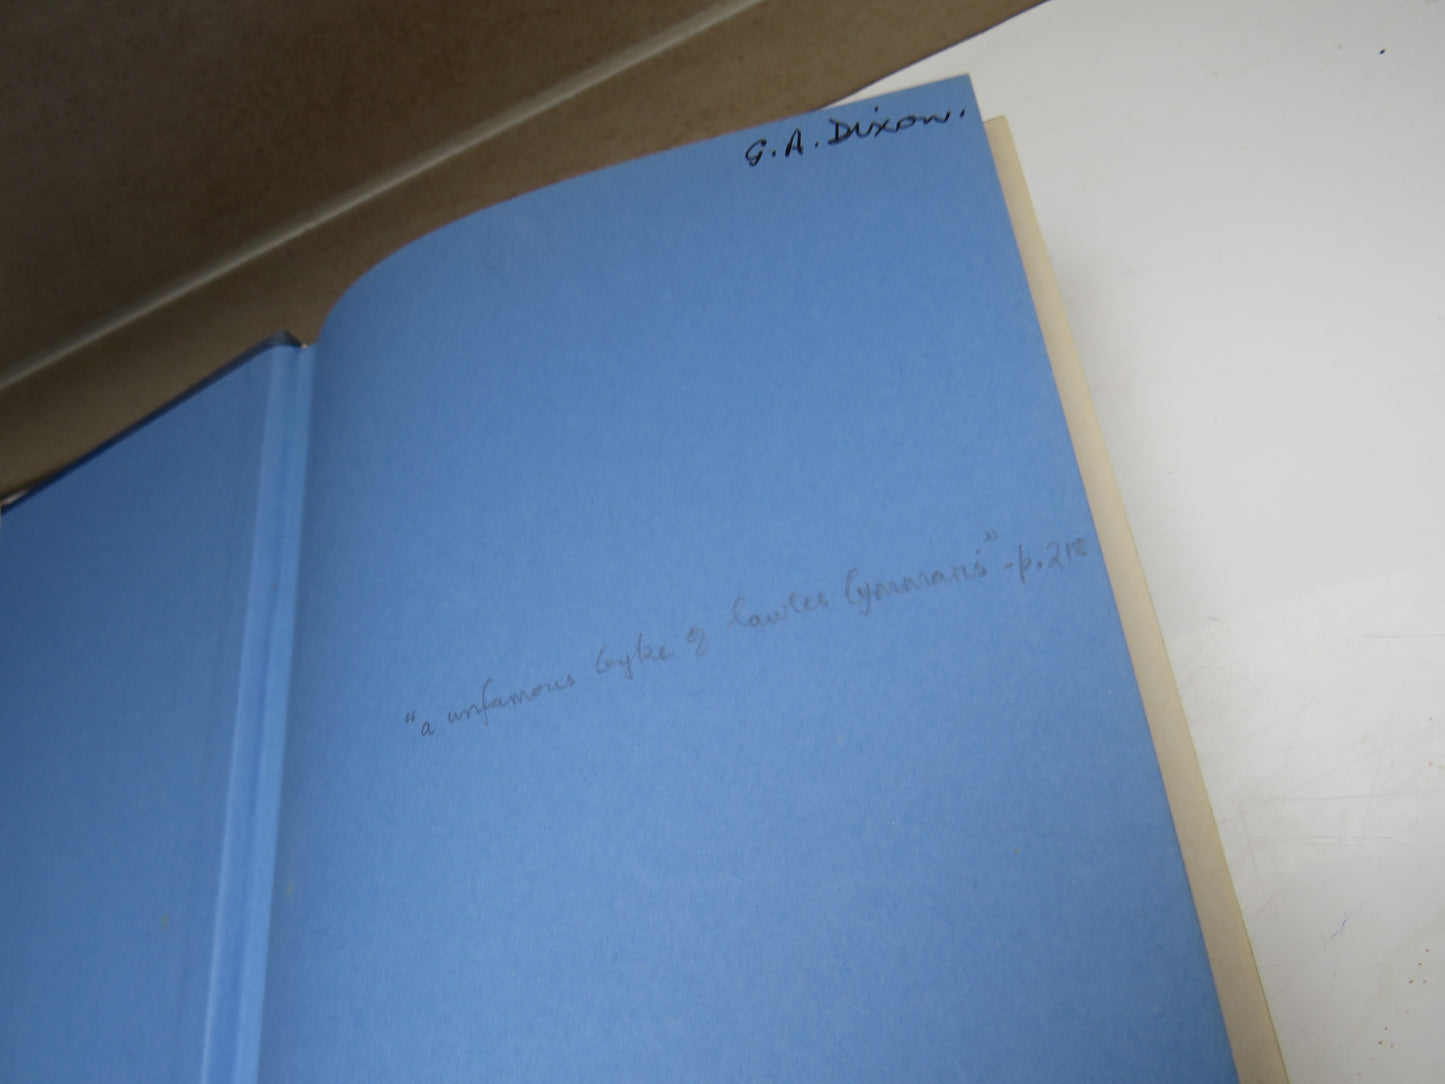 G. A. Dixon.
"a unfamous byke of lawles lymmaris" - p. 218